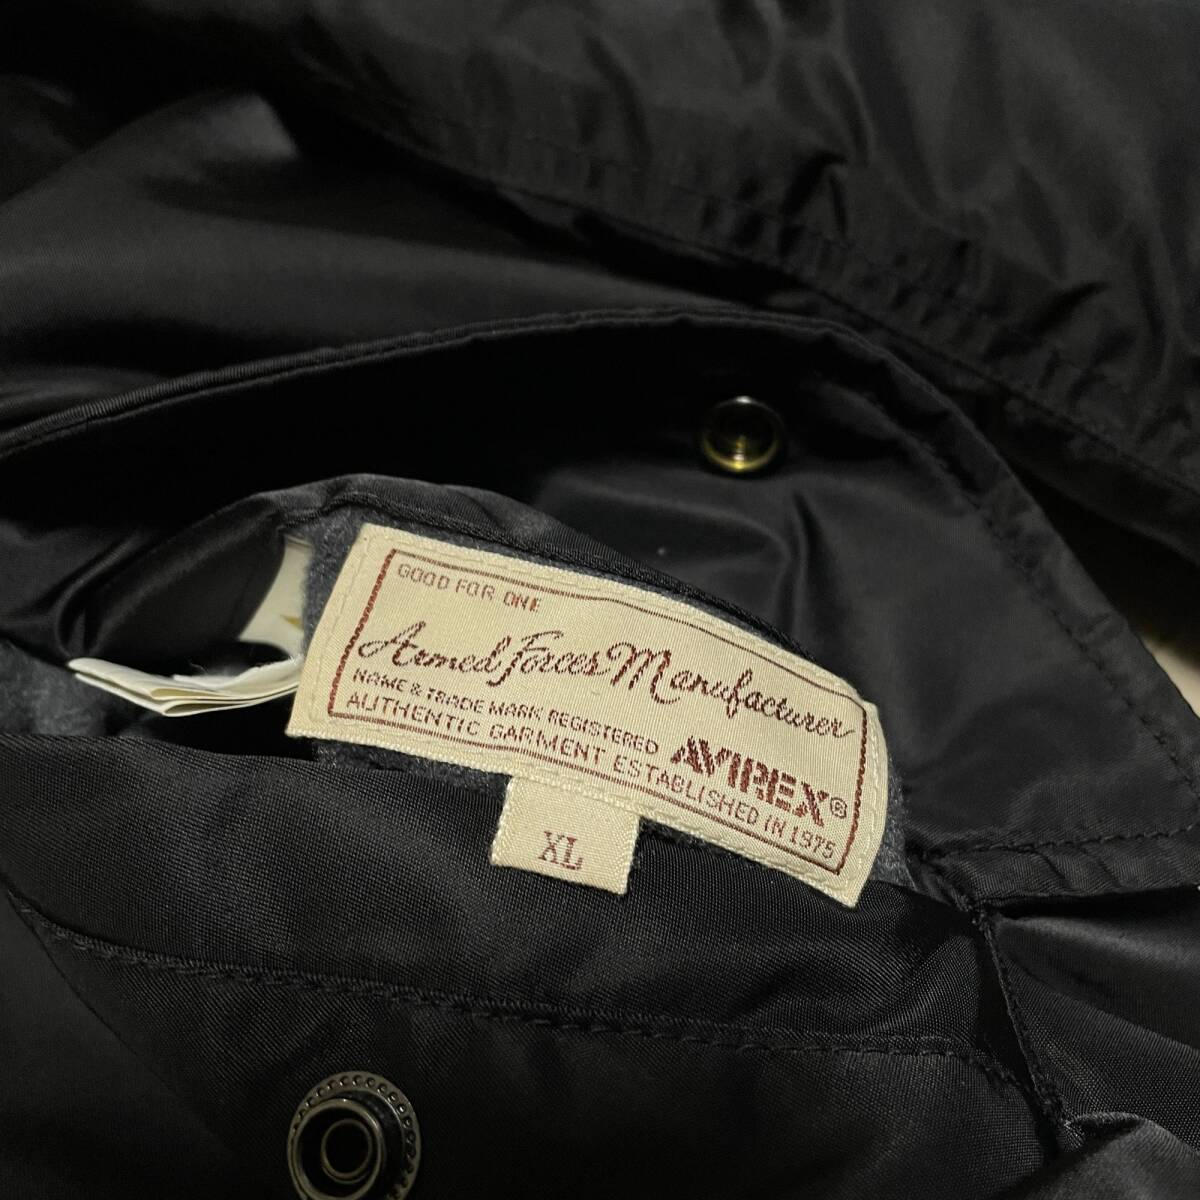 GOOD FOR ONE
Armed Forces Manufacturer
NAME & TRADE MARK REGISTERED AVIREX®
AUTHENTIC GARMENT ESTABLISHED IN 1975
XL